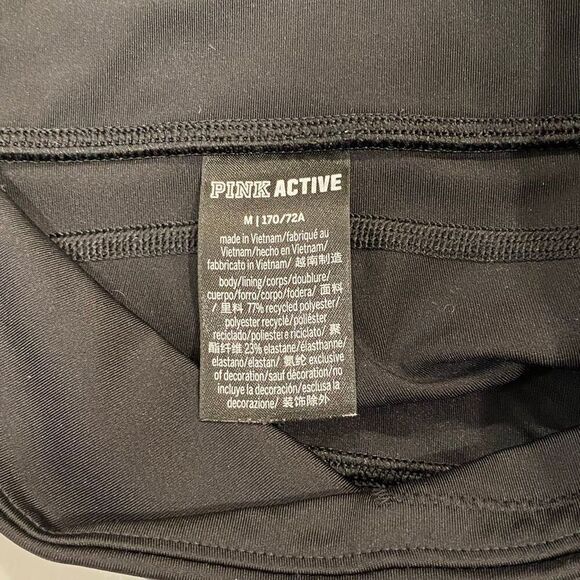 PINK ACTIVE
M | 170/72A
made in Vietnam/fabriqué au
Vietnam/hecho en Vietnam/
fabbricato in Vietnam/ 越南制造
body/lining/corps/doublure/
cuerpo/forro/corpo/fodera/ 面料
/ 里料 77% recycled polyester/
polyester recyclé/poliéster
reciclado/poliestere riciclato/ 聚
酯纤维 23% elastane/élasthanne/
elastano/elastan/ 氨纶 exclusive
of decoration/sauf décoration/no
incluye la decoración/esclusa la
decorazione/ 装饰除外